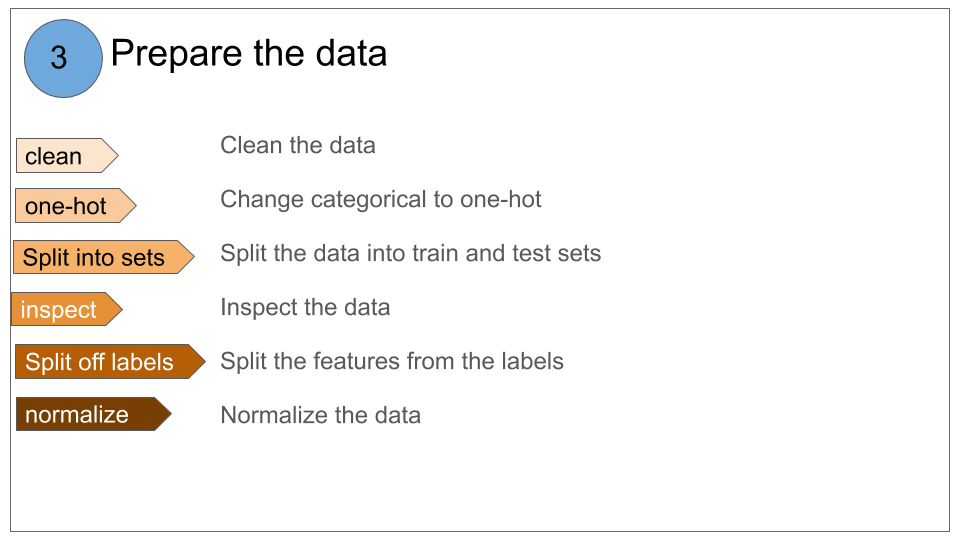 3
Prepare the data
clean
Clean the data
one-hot
Change categorical to one-hot
Split into sets
Split the data into train and test sets
inspect
Inspect the data
Split off labels
Split the features from the labels
normalize
Normalize the data